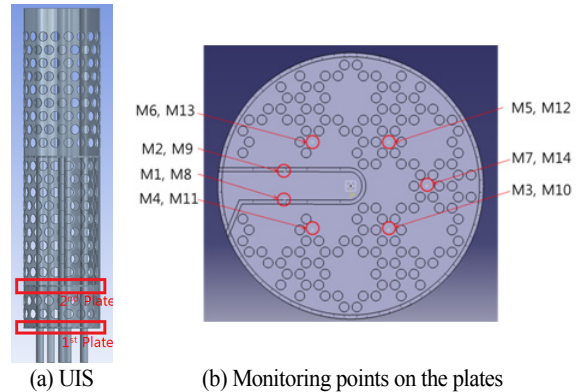 2nd Plate
1st Plate
(a) UIS
M6, M13
M2, M9
M1, M8
M4, M11
M5, M12
M7, M14
M3, M10
(b) Monitoring points on the plates